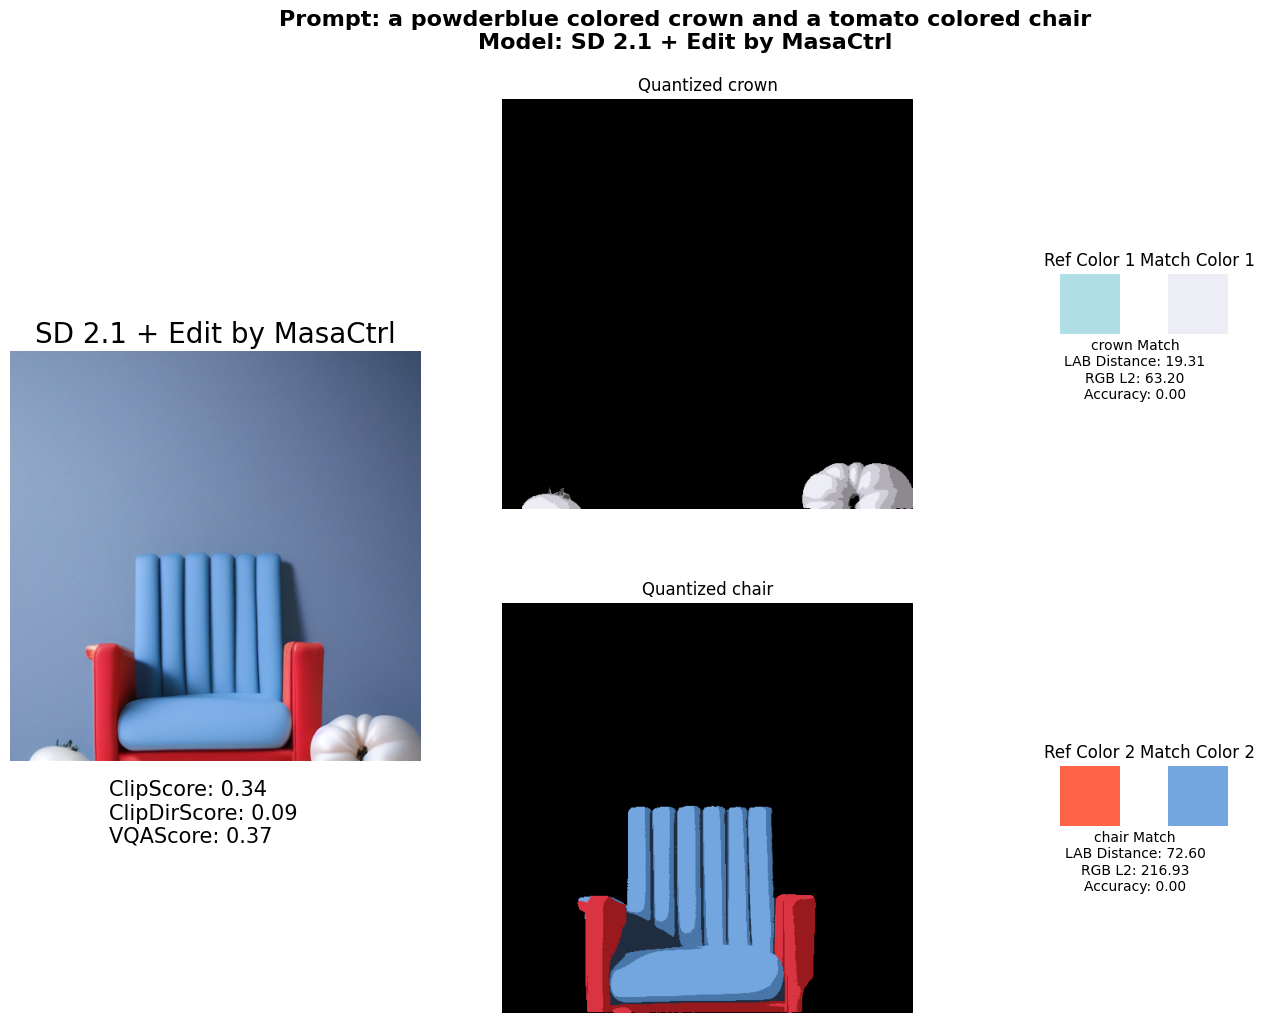 Prompt: a powderblue colored crown and a tomato colored chair
Model: SD 2.1 + Edit by MasaCtrl
Quantized crown
Ref Color 1 Match Color 1
crown Match
LAB Distance: 19.31
RGB L2: 63.20
Accuracy: 0.00
SD 2.1 + Edit by MasaCtrl
ClipScore: 0.34
ClipDirScore: 0.09
VQAScore: 0.37
Quantized chair
Ref Color 2 Match Color 2
chair Match
LAB Distance: 72.60
RGB L2: 216.93
Accuracy: 0.00